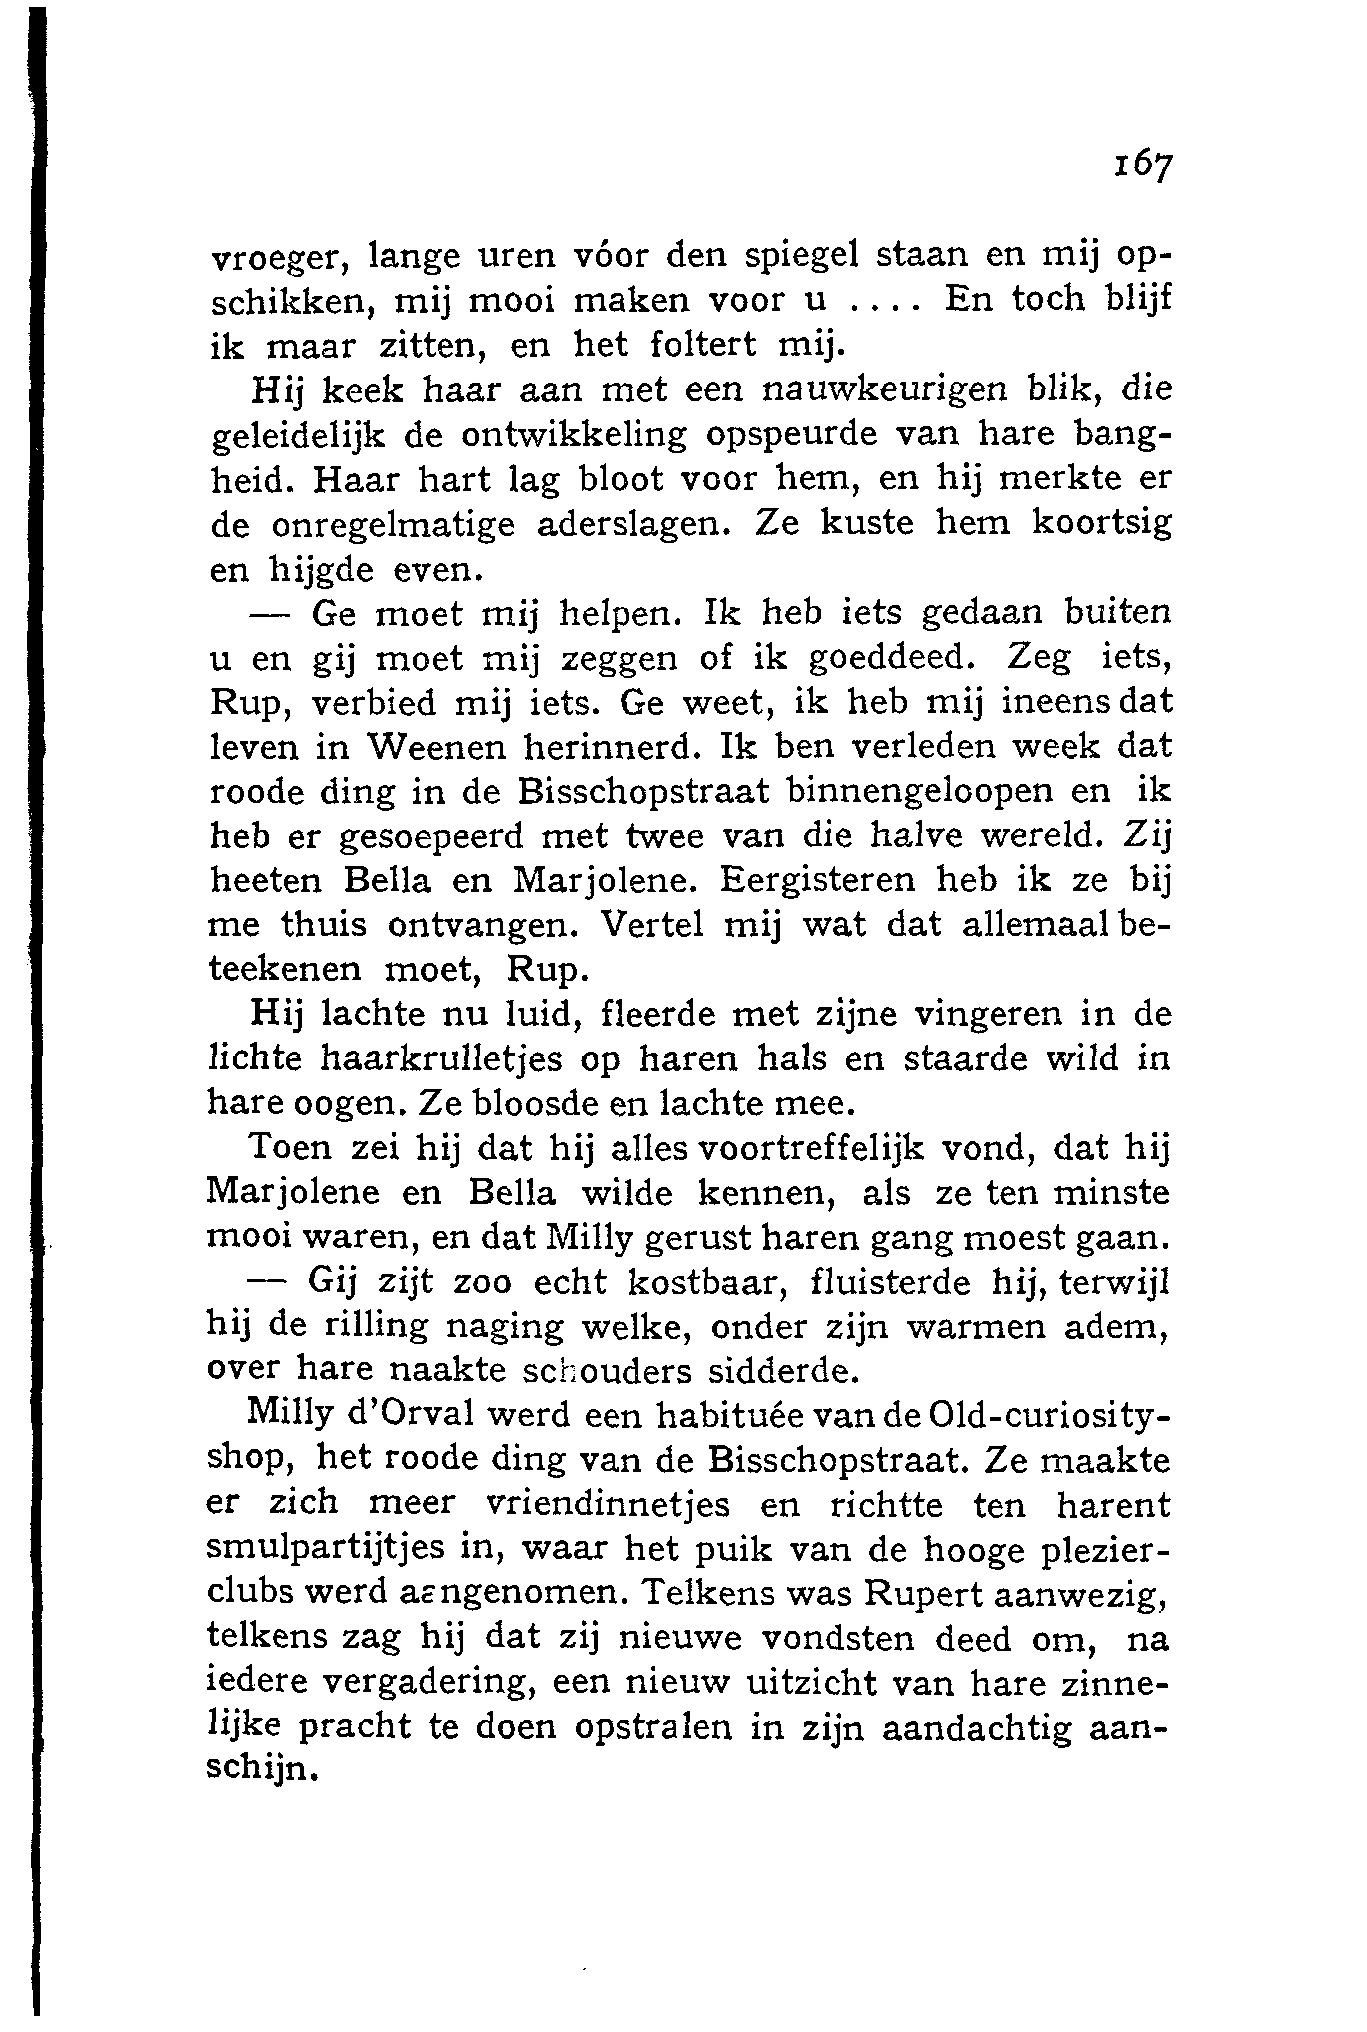 167
vroeger, lange uren vóor den spiegel staan en mij op-
schikken, mij mooi maken voor u .... En toch blijf
ik maar zitten, en het foltert mij.
Hij keek haar aan met een nauwkeurigen blik, die
geleidelijk de ontwikkeling opspeurde van hare bang-
heid. Haar hart lag bloot voor hem, en hij merkte er
de onregelmatige aderslagen. Ze kuste hem koortsig
en hijgde even.
— Ge moet mij helpen. Ik heb iets gedaan buiten
u en gij moet mij zeggen of ik goeddeed. Zeg iets,
Rup, verbied mij iets. Ge weet, ik heb mij ineens dat
leven in Weenen herinnerd. Ik ben verleden week dat
roode ding in de Bisschopstraat binnengeloopen en ik
heb er gesoepeerd met twee van die halve wereld. Zij
heeten Bella en Marjolene. Eergisteren heb ik ze bij
me thuis ontvangen. Vertel mij wat dat allemaal be-
teekenen moet, Rup.
Hij lachte nu luid, fleerde met zijne vingeren in de
lichte haarkrulletjes op haren hals en staarde wild in
hare oogen. Ze bloosde en lachte mee.
Toen zei hij dat hij alles voortreffelijk vond, dat hij
Marjolene en Bella wilde kennen, als ze ten minste
mooi waren, en dat Milly gerust haren gang moest gaan.
— Gij zijt zoo echt kostbaar, fluisterde hij, terwijl
hij de rilling naging welke, onder zijn warmen adem,
over hare naakte schouders sidderde.
Milly d'Orval werd een habituée van de Old-curiosity-
shop, het roode ding van de Bisschopstraat. Ze maakte
er zich meer vriendinnetjes en richtte ten harent
smulpartijtjes in, waar het puik van de hooge plezier-
clubs werd aangenomen. Telkens was Rupert aanwezig,
telkens zag hij dat zij nieuwe vondsten deed om, na
iedere vergadering, een nieuw uitzicht van hare zinne-
lijke pracht te doen opstralen in zijn aandachtig aan-
schijn.